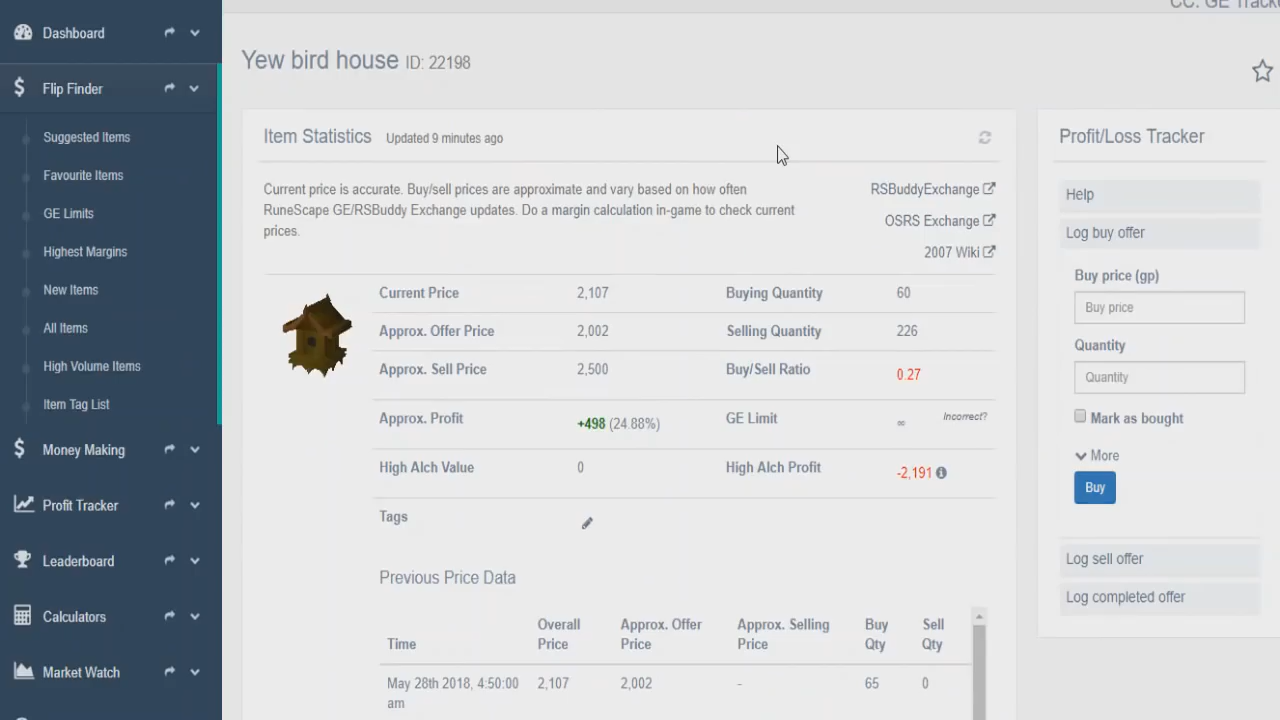 CC: GE Track
Dashboard
Flip Finder
Suggested Items
Favourite Items
GE Limits
Highest Margins
New Items
All Items
High Volume Items
Item Tag List
Money Making
Profit Tracker
Leaderboard
Calculators
Market Watch
Yew bird house ID: 22198
Item Statistics Updated 9 minutes ago
Current price is accurate. Buy/sell prices are approximate and vary based on how often
RuneScape GE/RSBuddy Exchange updates. Do a margin calculation in-game to check current
prices.
RSBuddyExchange
OSRS Exchange
2007 Wiki
Current Price 2,107 Buying Quantity 60
Approx. Offer Price 2,002 Selling Quantity 226
Approx. Sell Price 2,500 Buy/Sell Ratio 0.27
Approx. Profit +498 (24.88%) GE Limit ∞ Incorrect?
High Alch Value 0 High Alch Profit -2,191
Tags
Previous Price Data
Time Overall Price Approx. Offer Price Approx. Selling Price Buy Qty Sell Qty
May 28th 2018, 4:50:00 am 2,107 2,002 - 65 0
Profit/Loss Tracker
Help
Log buy offer
Buy price (gp)
Buy price
Quantity
Quantity
Mark as bought
More
Buy
Log sell offer
Log completed offer